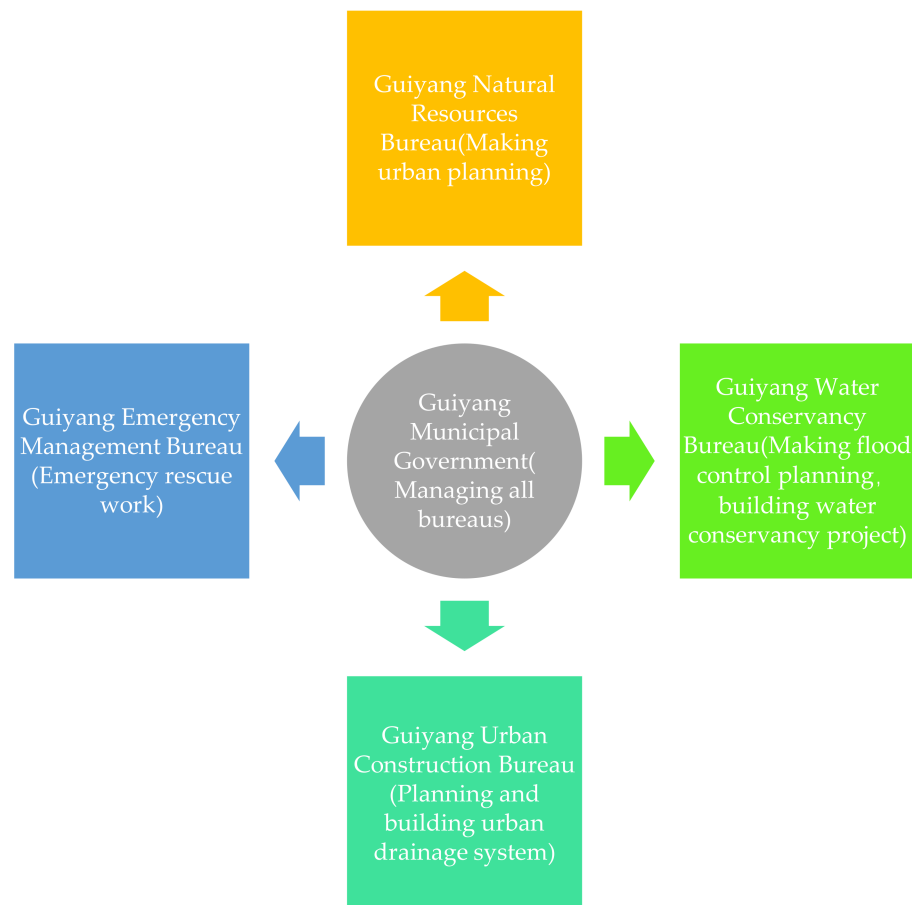 Guiyang Natural
Resources
Bureau(Making
urban planning)
Guiyang Emergency
Management Bureau
(Emergency rescue
work)
Guiyang
Municipal
Government(
Managing all
bureaus)
Guiyang Water
Conservancy
Bureau(Making flood
control planning,
building water
conservancy project)
Guiyang Urban
Construction Bureau
(Planning and
building urban
drainage system)